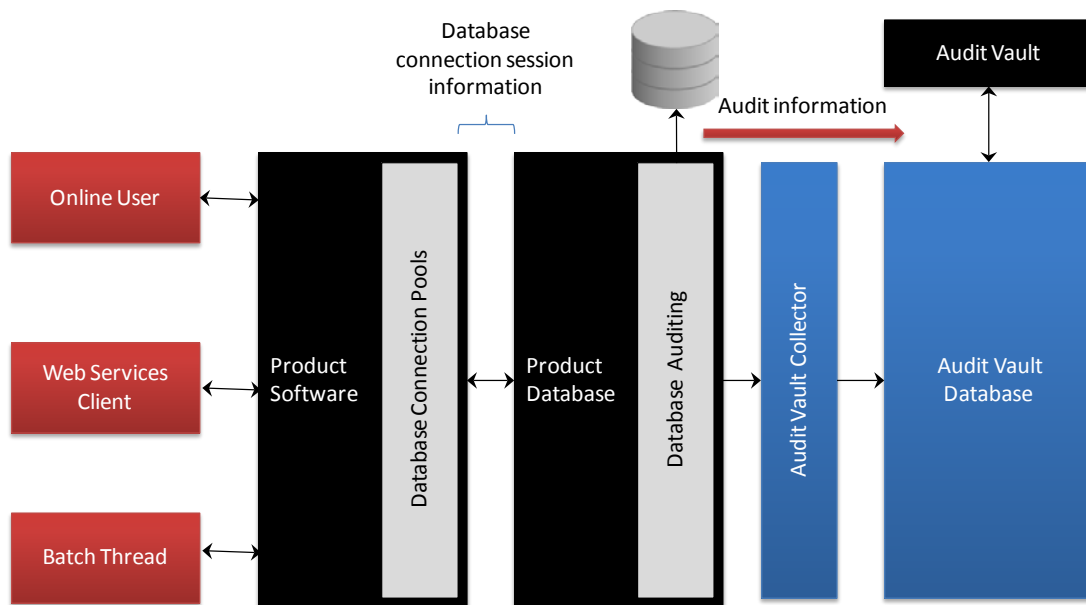 Database
connection session
information
Audit Vault
Audit information
Online User
Web Services
Client
Batch Thread
Product
Software
Database Connection Pools
Product
Database
Database Auditing
Audit Vault Collector
Audit Vault
Database